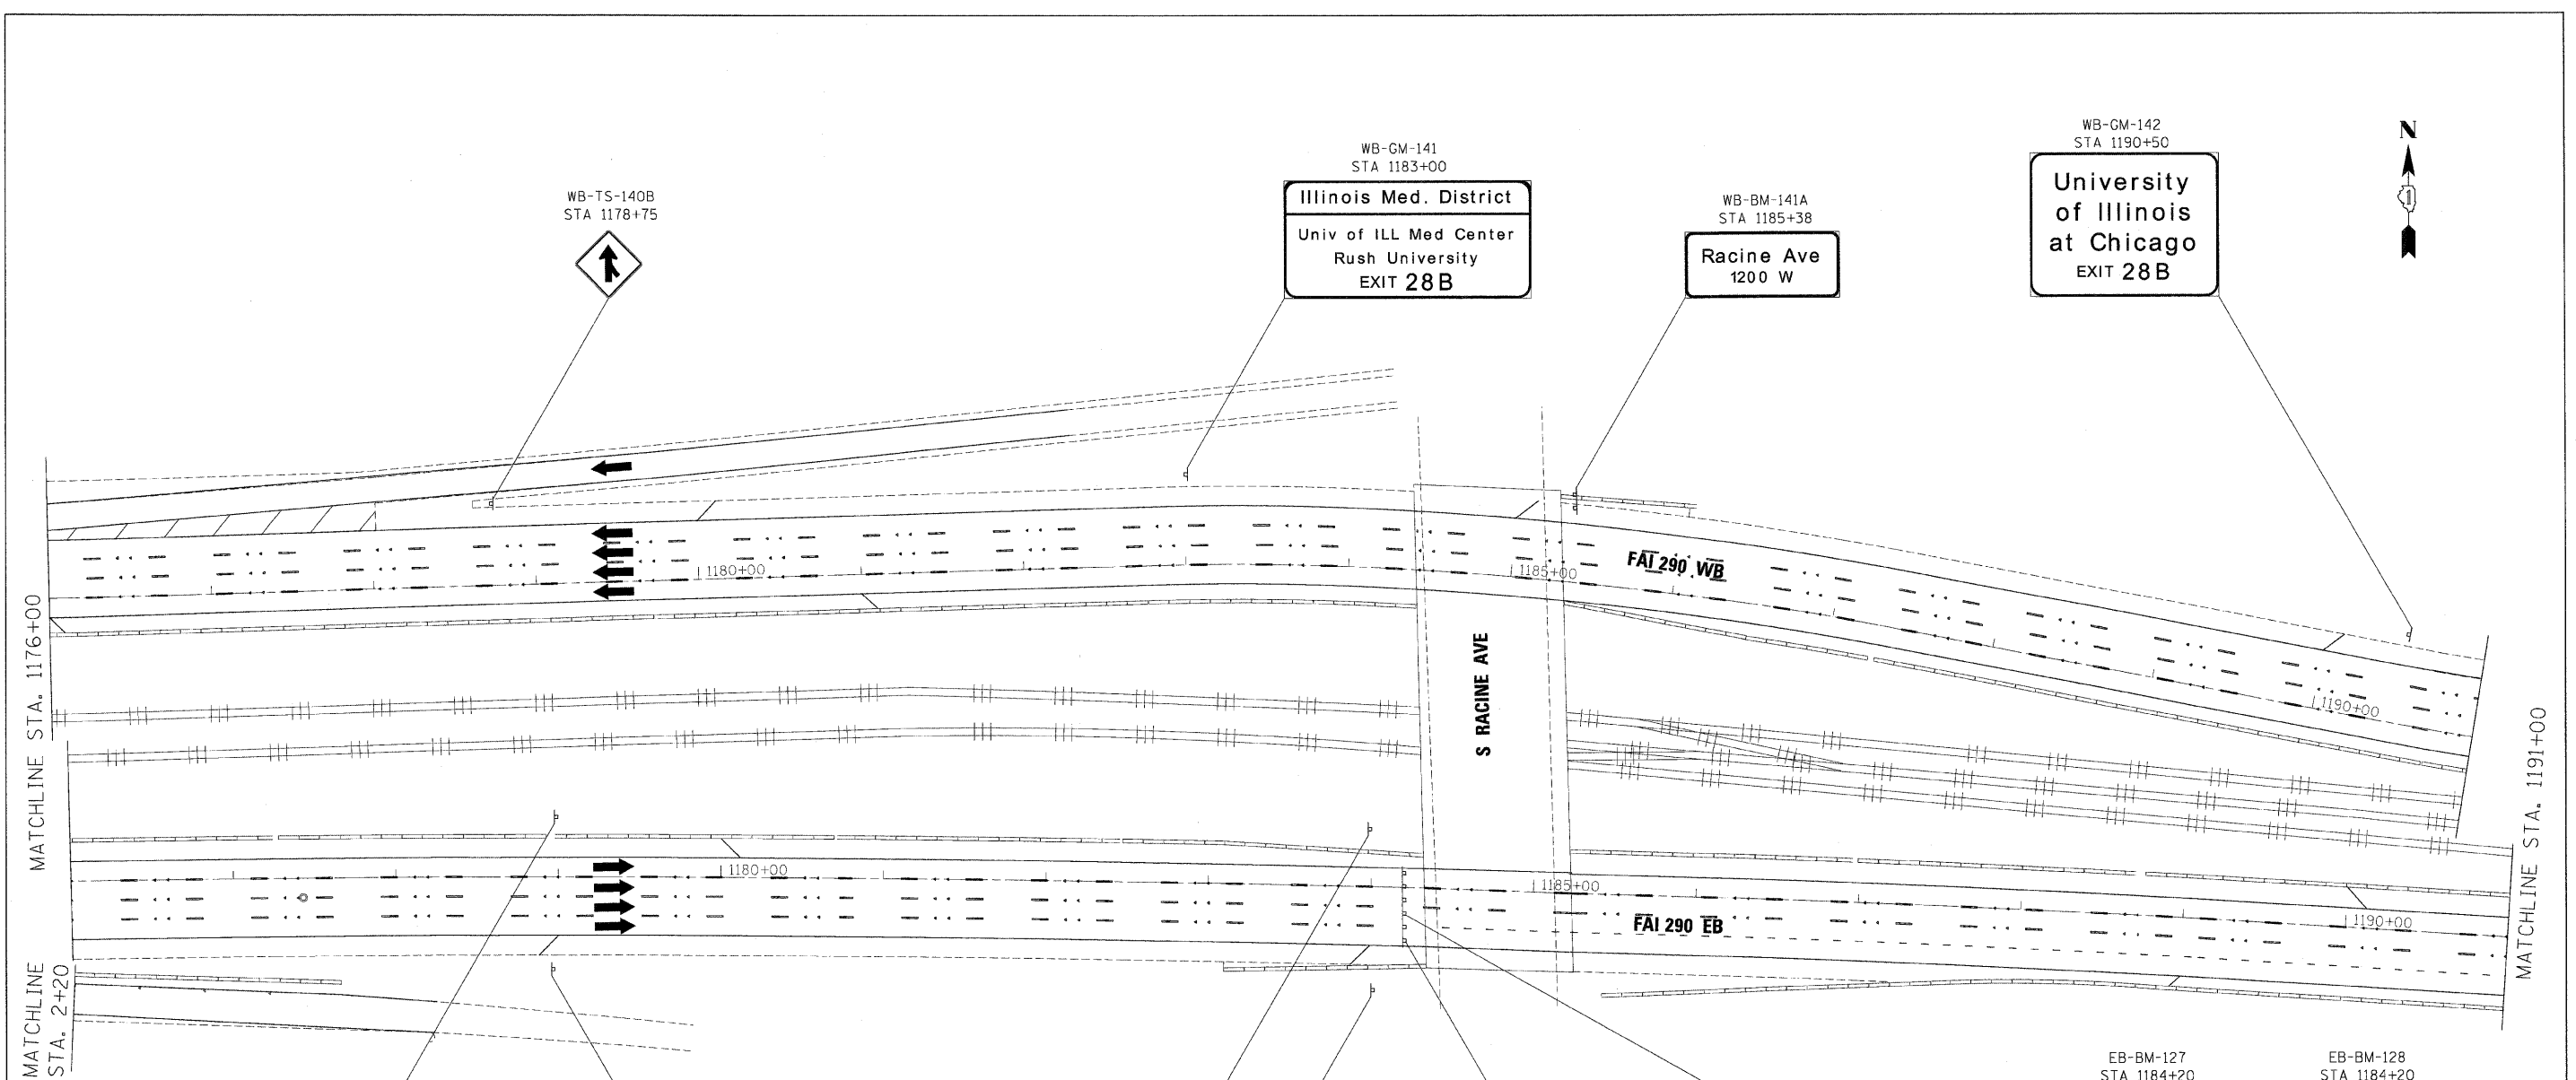 WB-GM-142
STA 1190+50
University
of Illinois
at Chicago
EXIT 28B
N
1
WB-GM-141
STA 1183+00
Illinois Med. District
Univ of ILL Med Center
Rush University
EXIT 28B
WB-BM-141A
STA 1185+38
Racine Ave
1200 W
WB-TS-140B
STA 1178+75
1180+00
1185+00
FAI 290 WB
1190+00
MATCHLINE STA. 1176+00
S RACINE AVE
MATCHLINE STA. 1191+00
1180+00
1185+00
FAI 290 EB
1190+00
MATCHLINE
STA. 2+20
EB-BM-127
STA 1184+20
EB-BM-128
STA 1184+20